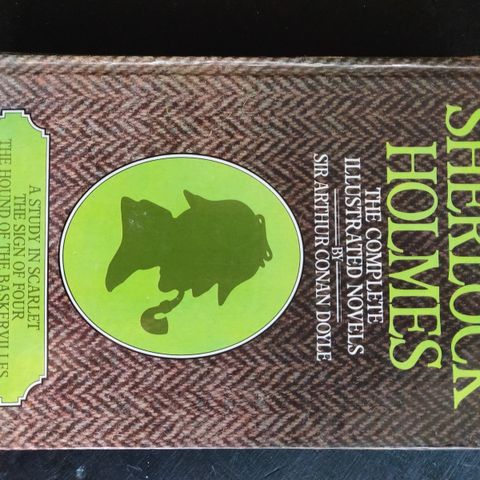 SHERLOCK
HOLMES
THE COMPLETE
ILLUSTRATED NOVELS
BY
SIR ARTHUR CONAN DOYLE
A STUDY IN SCARLET
THE SIGN OF FOUR
THE HOUND OF THE BASKERVILLES